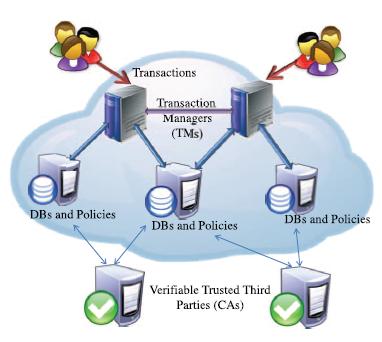 Transactions
Transaction
Managers
(TMs)
DBs and Policies
DBs and Policies
DBs and Policies
Verifiable Trusted Third
Parties (CAs)